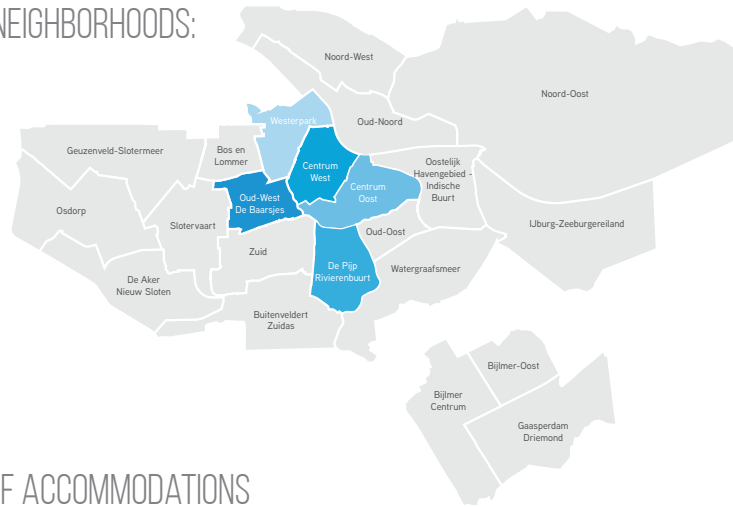 NEIGHBORHOODS:
Noord-West
Noord-Oost
Westerpark
Oud-Noord
Geuzenveld-Slotermeer
Bos en
Lommer
Centrum
West
Oostelijk
Havengebied -
Indische
Buurt
Centrum
Oost
Oud-West
De Baarsjes
Osdorp
Slotervaart
IJburg-Zeeburgereiland
Oud-Oost
Zuid
De Pijp
Rivierenbuurt
Watergraafsmeer
De Aker
Nieuw Sloten
Buitenveldert
Zuidas
Bijlmer-Oost
Bijlmer
Centrum
Gaasperdam
Driemond
F ACCOMMODATIONS